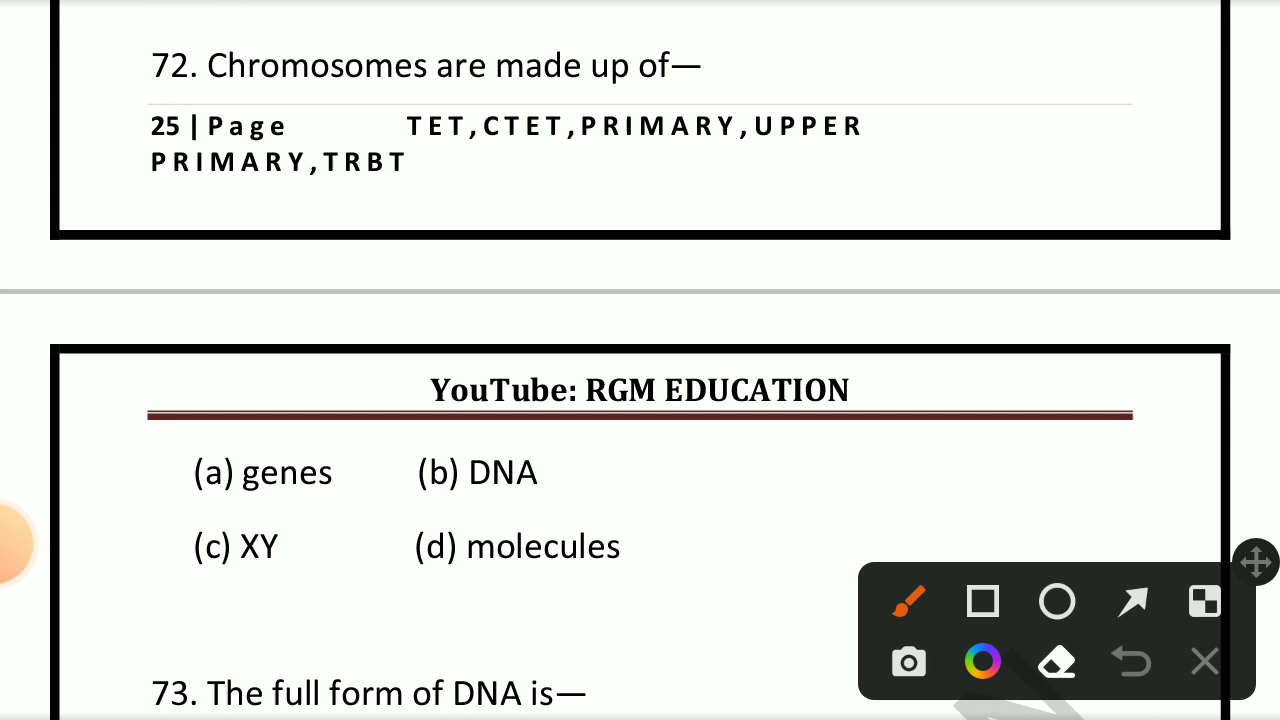 72. Chromosomes are made up of—
25 | Page TET,CTET,PRIMARY,UPPER
PRIMARY,TRBT
YouTube: RGM EDUCATION
(a) genes (b) DNA
(c) XY (d) molecules
73. The full form of DNA is—